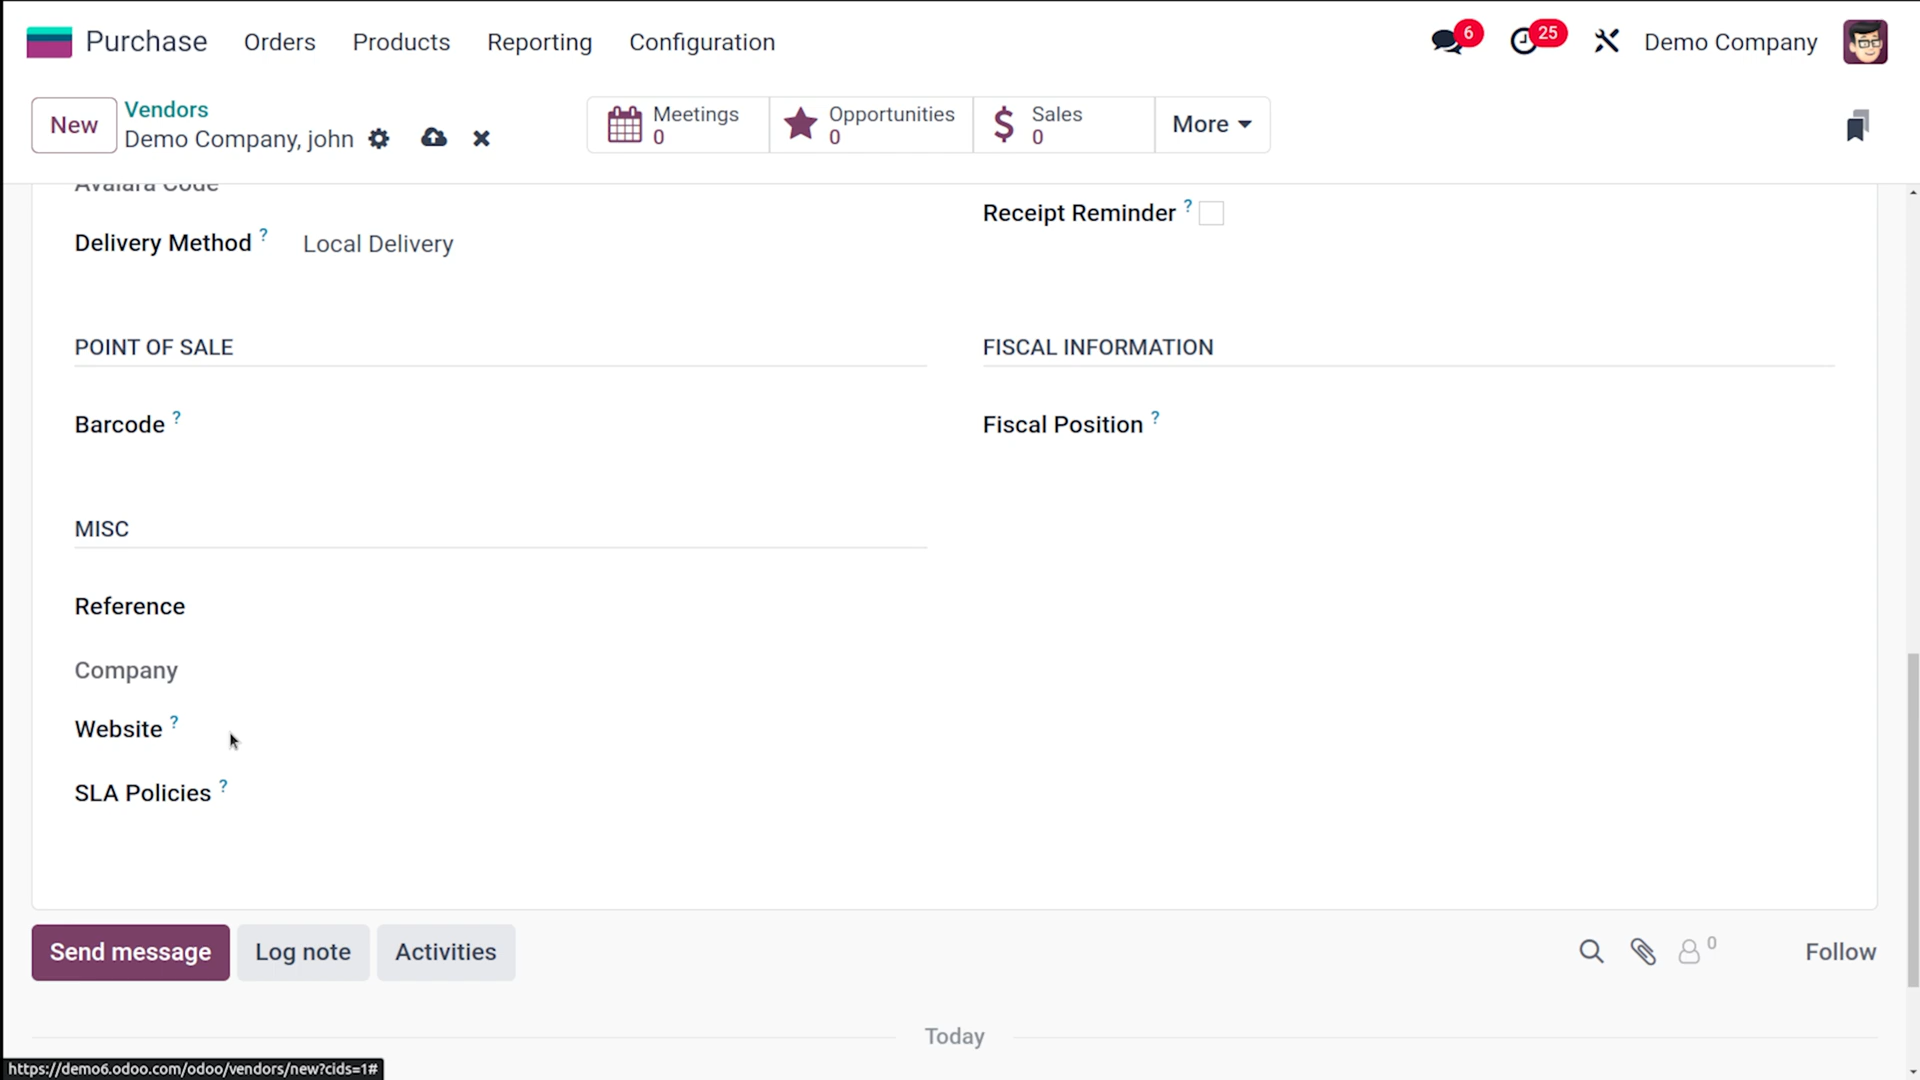 Purchase Orders Products Reporting Configuration 6 25 Demo Company
New Vendors Meetings 0 Opportunities 0 Sales 0 More
Demo Company, john
Avalara Code
Receipt Reminder ?
Delivery Method ? Local Delivery
POINT OF SALE FISCAL INFORMATION
Barcode ? Fiscal Position ?
MISC
Reference
Company
Website ?
SLA Policies ?
Send message Log note Activities 0 Follow
Today
https://demo6.odoo.com/odoo/vendors/new?cids=1#